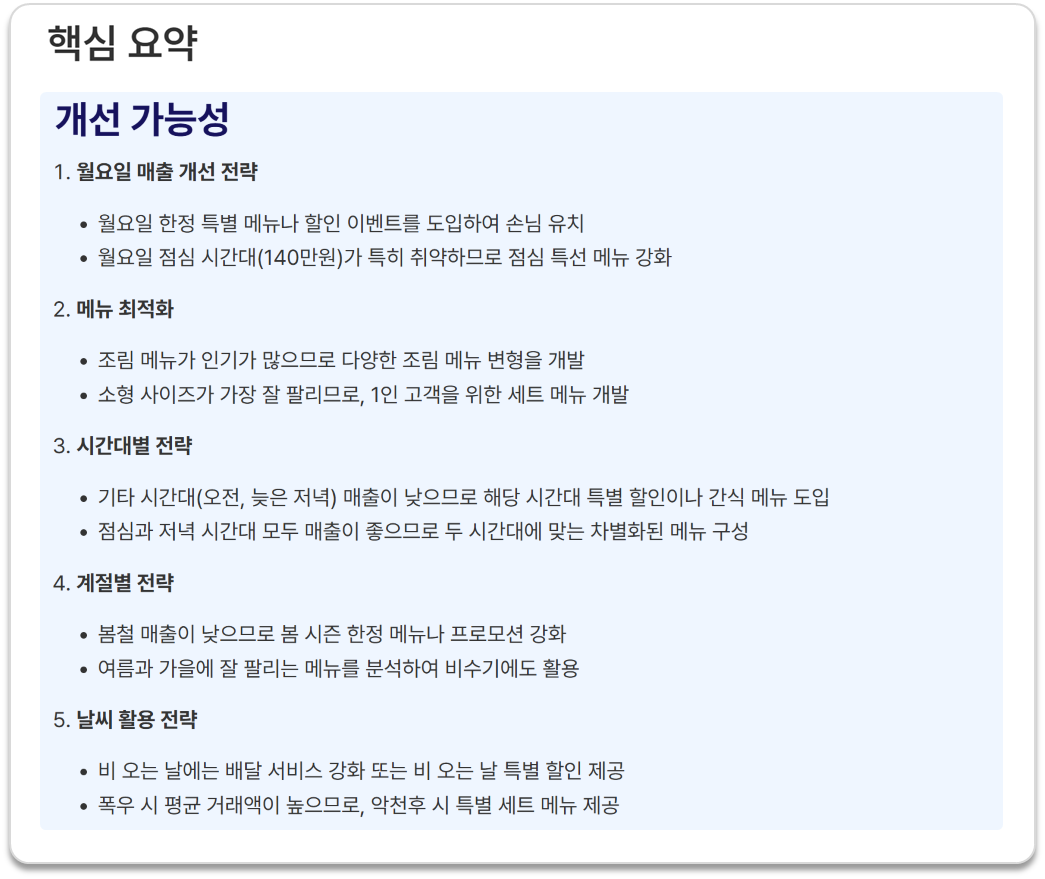 핵심 요약
개선 가능성
1. 월요일 매출 개선 전략
• 월요일 한정 특별 메뉴나 할인 이벤트를 도입하여 손님 유치
• 월요일 점심 시간대(140만원)가 특히 취약하므로 점심 특선 메뉴 강화
2. 메뉴 최적화
• 조림 메뉴가 인기가 많으므로 다양한 조림 메뉴 변형을 개발
• 소형 사이즈가 가장 잘 팔리므로, 1인 고객을 위한 세트 메뉴 개발
3. 시간대별 전략
• 기타 시간대(오전, 늦은 저녁) 매출이 낮으므로 해당 시간대 특별 할인이나 간식 메뉴 도입
• 점심과 저녁 시간대 모두 매출이 좋으므로 두 시간대에 맞는 차별화된 메뉴 구성
4. 계절별 전략
• 봄철 매출이 낮으므로 봄 시즌 한정 메뉴나 프로모션 강화
• 여름과 가을에 잘 팔리는 메뉴를 분석하여 비수기에도 활용
5. 날씨 활용 전략
• 비 오는 날에는 배달 서비스 강화 또는 비 오는 날 특별 할인 제공
• 폭우 시 평균 거래액이 높으므로, 악천후 시 특별 세트 메뉴 제공